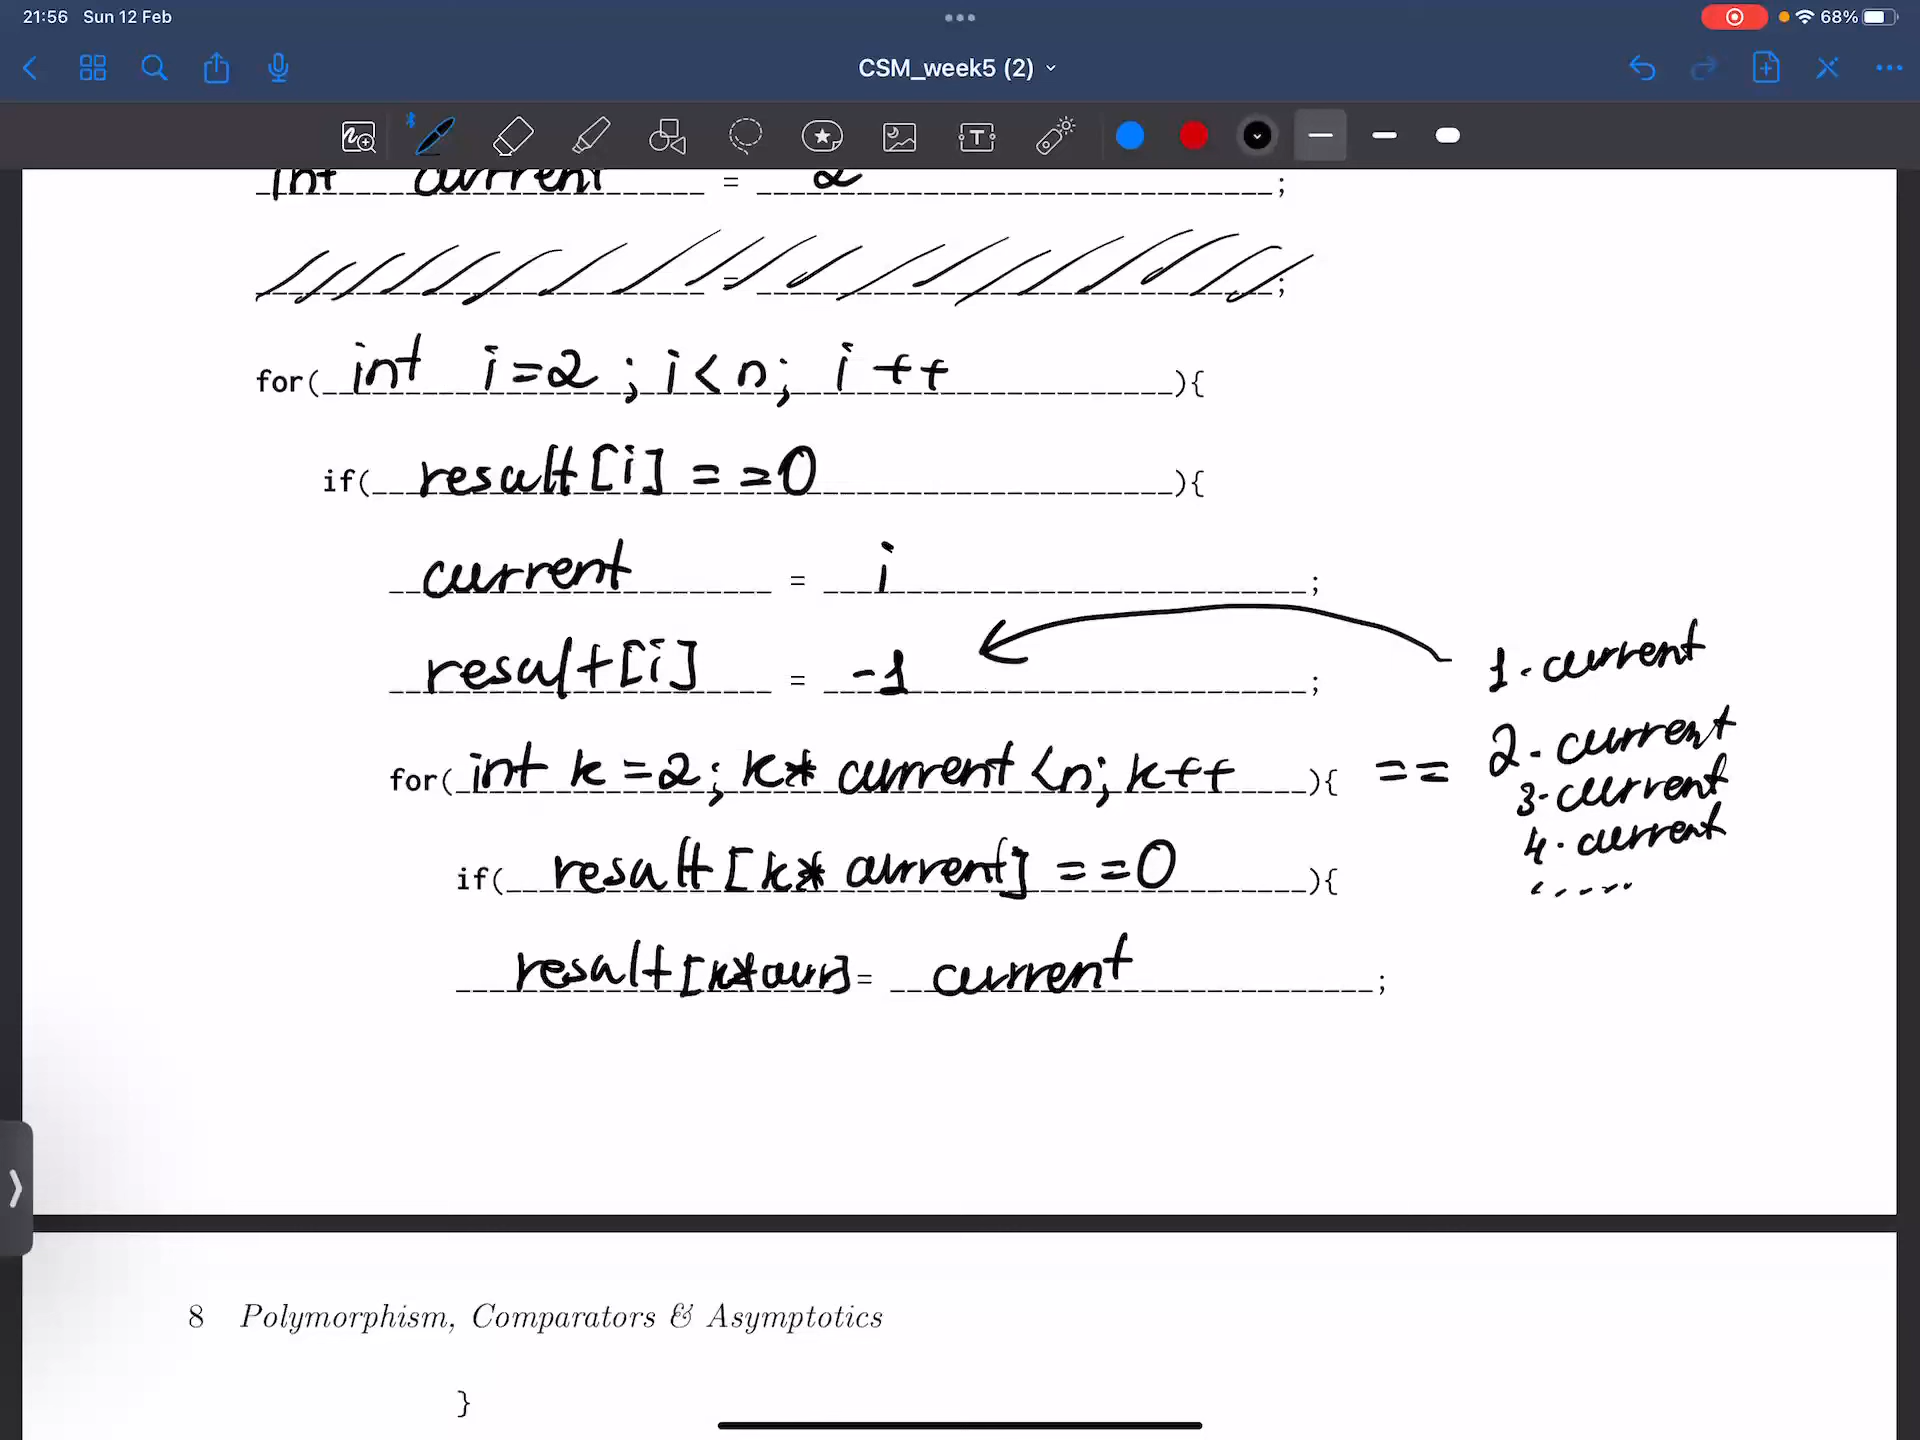 21:56 Sun 12 Feb 68%
CSM_week5 (2)
int current = 2 ;
= ;
for( int i=2 ; i<n; i++ ){
if( result[i] ==0 ){
current = i ;
result[i] = -1 ;
1·current
for( int k=2; k* current <n; k++ ){ == 2·current
3·current
4·current
.....
if( result[k* current] ==0 ){
result[k*curr] = current ;
8 Polymorphism, Comparators & Asymptotics
}